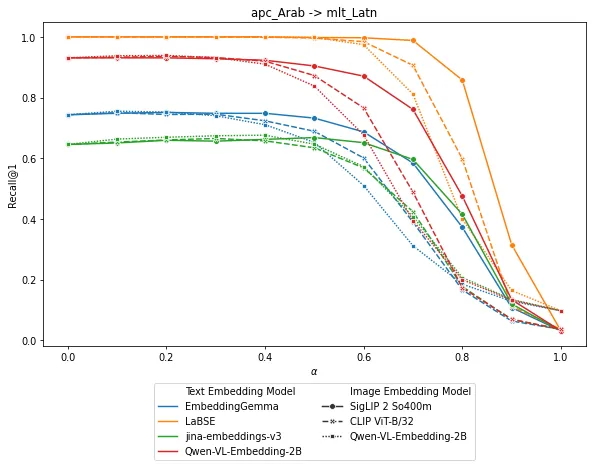 apc_Arab -> mlt_Latn
Recall@1
1.0
0.8
0.6
0.4
0.2
0.0
0.0 0.2 0.4 0.6 0.8 1.0
α
Text Embedding Model
EmbeddingGemma
LaBSE
jina-embeddings-v3
Qwen-VL-Embedding-2B
Image Embedding Model
SigLIP 2 So400m
CLIP ViT-B/32
Qwen-VL-Embedding-2B